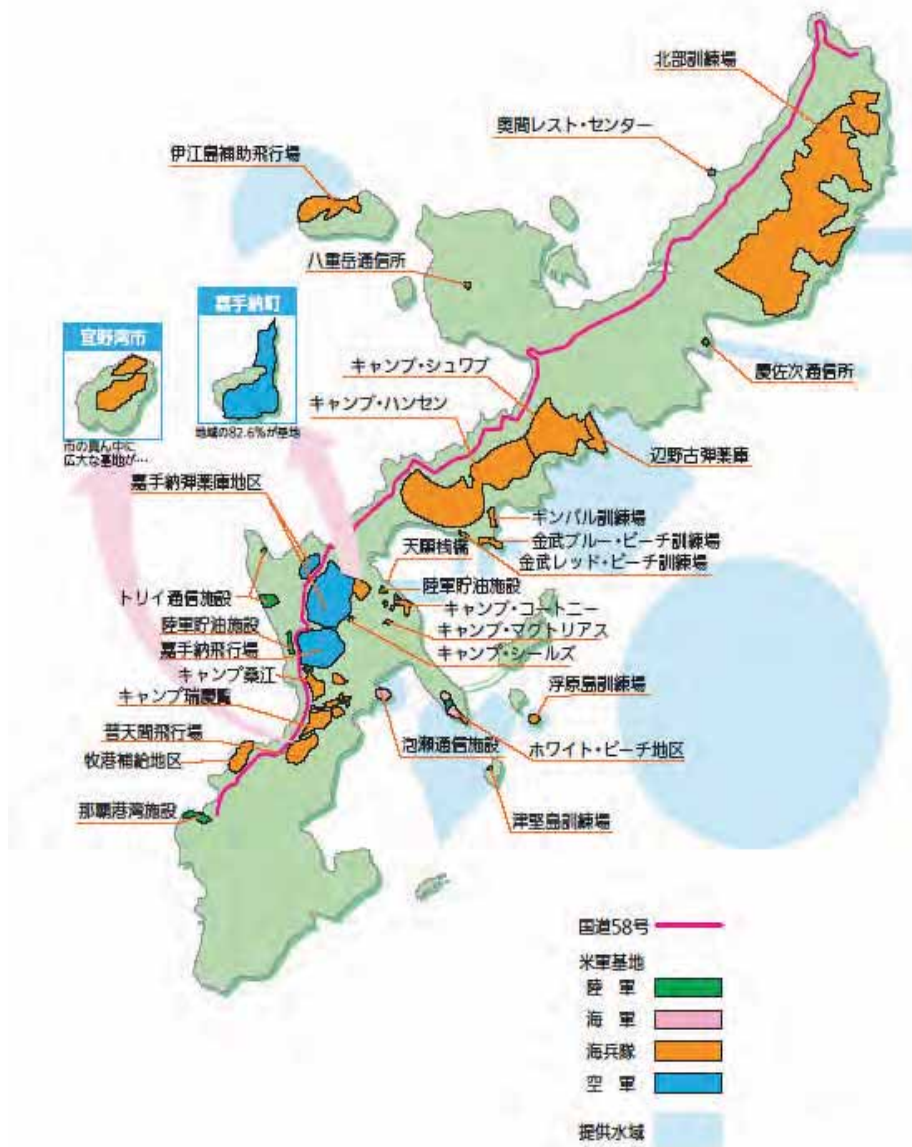 北部訓練場
奥間レスト・センター
伊江島補助飛行場
八重岳通信所
嘉手納町
宜野湾市
慶佐次通信所
キャンプ・シュワブ
キャンプ・ハンセン
地域の82.6%が基地
市の真ん中に
広大な基地が…
辺野古弾薬庫
嘉手納弾薬庫地区
ギンバル訓練場
金武ブルー・ビーチ訓練場
天願桟橋
金武レッド・ビーチ訓練場
陸軍貯油施設
トリイ通信施設
キャンプ・コートニー
陸軍貯油施設
キャンプ・マクトリアス
嘉手納飛行場
キャンプ・シールズ
キャンプ桑江
浮原島訓練場
キャンプ瑞慶覧
普天間飛行場
泡瀬通信施設
ホワイト・ビーチ地区
牧港補給地区
那覇港湾施設
津堅島訓練場
国道58号
米軍基地
陸 軍
海 軍
海兵隊
空 軍
提供水域